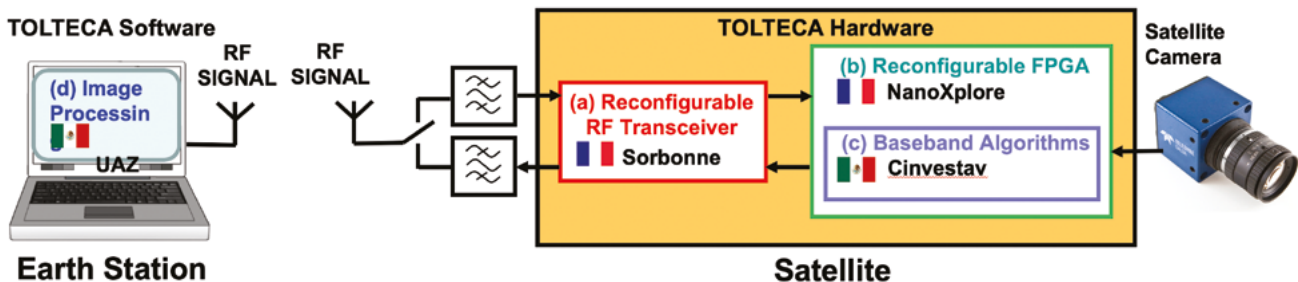 TOLTECA Software
RF
SIGNAL
(d) Image
Processin
g
UAZ
Earth Station
RF
SIGNAL
TOLTECA Hardware
(a) Reconfigurable
RF Transceiver
Sorbonne
(b) Reconfigurable FPGA
NanoXplore
(c) Baseband Algorithms
Cinvestav
Satellite
Satellite
Camera